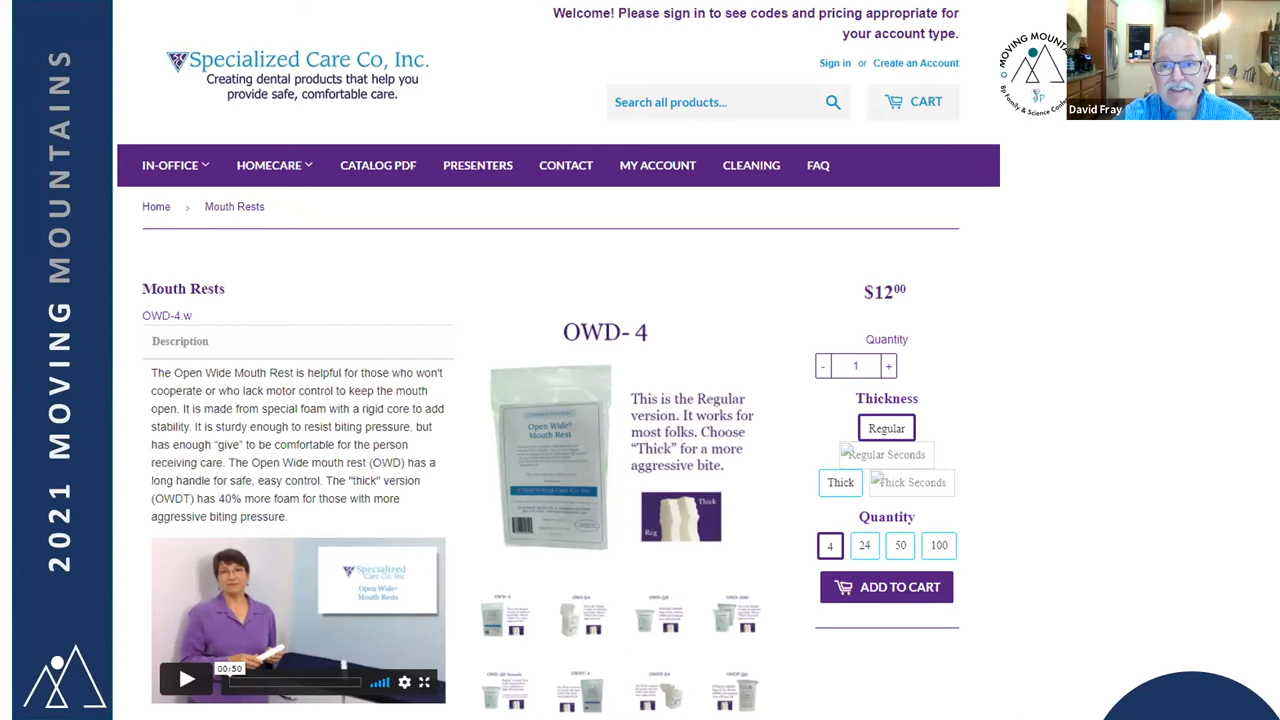 2021 MOVING MOUNTAINS
Welcome! Please sign in to see codes and pricing appropriate for
your account type.
Sign in or Create an Account
Specialized Care Co, Inc.
Creating dental products that help you
provide safe, comfortable care.
Search all products...
CART
MOVING MOUNTA
8p Family & Science Conf
David Fray
IN-OFFICE HOMECARE CATALOG PDF PRESENTERS CONTACT MY ACCOUNT CLEANING FAQ
Home > Mouth Rests
Mouth Rests
OWD-4.w
Description
The Open Wide Mouth Rest is helpful for those who won't
cooperate or who lack motor control to keep the mouth
open. It is made from special foam with a rigid core to add
stability. It is sturdy enough to resist biting pressure, but
has enough “give” to be comfortable for the person
receiving care. The Open Wide mouth rest (OWD) has a
long handle for safe, easy control. The "thick" version
(OWDT) has 40% more foam for those with more
aggressive biting pressure.
Specialized
Care Co, Inc
Open Wide®
Mouth Rests
00:50
OWD- 4
Open Wide®
Mouth Rest
Specialized Care Co, Inc
This is the Regular
version. It works for
most folks. Choose
“Thick” for a more
aggressive bite.
Thick
Reg
OWD-4 OWD-24 OWD-50 OWD-100
OWD-50 Seconds OWDT-4 OWDT-24 OWDT-50
$12.00
Quantity
- 1 +
Thickness
Regular
Regular Seconds
Thick
Thick Seconds
Quantity
4 24 50 100
ADD TO CART